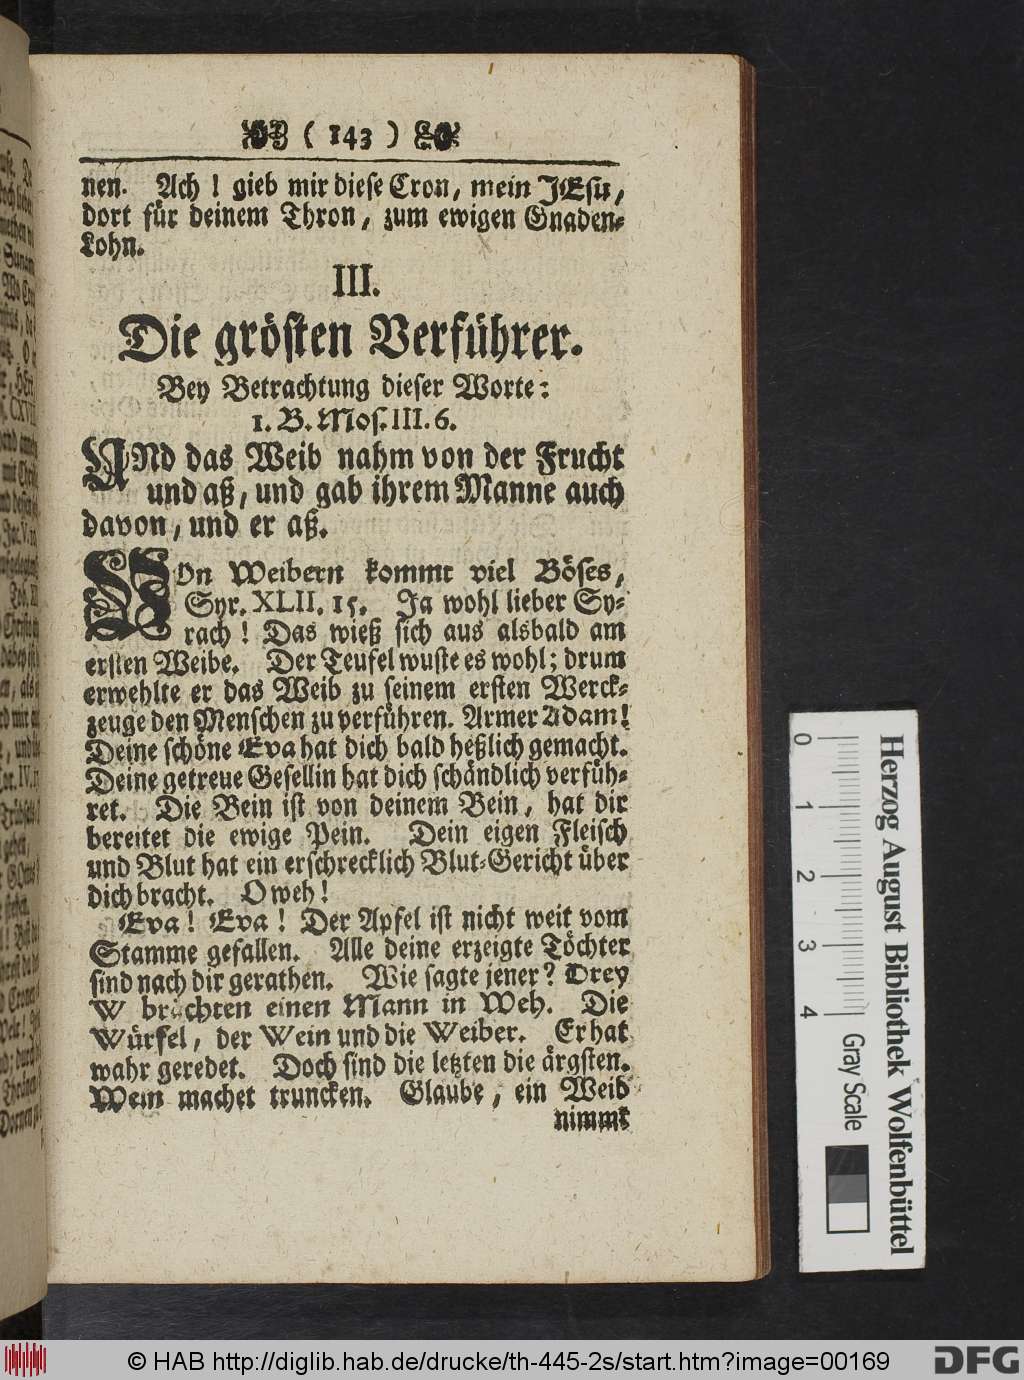 ( 143 )
nen. Ach! gieb mir diese Cron, mein JEsu,
dort für deinem Thron, zum ewigen Gnaden-
Lohn.
III.
Die grösten Verführer.
Bey Betrachtung dieser Worte:
1. B. Mos. III. 6.
UNd das Weib nahm von der Frucht
und aß, und gab ihrem Manne auch
davon, und er aß.
VOn Weibern kommt viel Böses,
Syr. XLII. 15. Ja wohl lieber Sy-
rach! Das wieß sich aus alsbald am
ersten Weibe. Der Teufel wuste es wohl; drum
erwehlte er das Weib zu seinem ersten Werck-
zeuge den Menschen zu verführen. Armer Adam!
Deine schöne Eva hat dich bald heßlich gemacht.
Deine getreue Gesellin hat dich schändlich verfüh-
ret. Die Bein ist von deinem Bein, hat dir
bereitet die ewige Pein. Dein eigen Fleisch
und Blut hat ein erschrecklich Blut-Gericht über
dich bracht. O weh!
Eva! Eva! Der Apfel ist nicht weit vom
Stamme gefallen. Alle deine erzeigte Töchter
sind nach dir gerathen. Wie sagte jener? Drey
W brächten einen Mann in Weh. Die
Würfel, der Wein und die Weiber. Er hat
wahr geredet. Doch sind die letzten die ärgsten.
Wein machet truncken. Glaube, ein Weib
nimmt
0 1 2 3 4
Gray Scale
Herzog August Bibliothek Wolfenbüttel
© HAB http://diglib.hab.de/drucke/th-445-2s/start.htm?image=00169
DFG